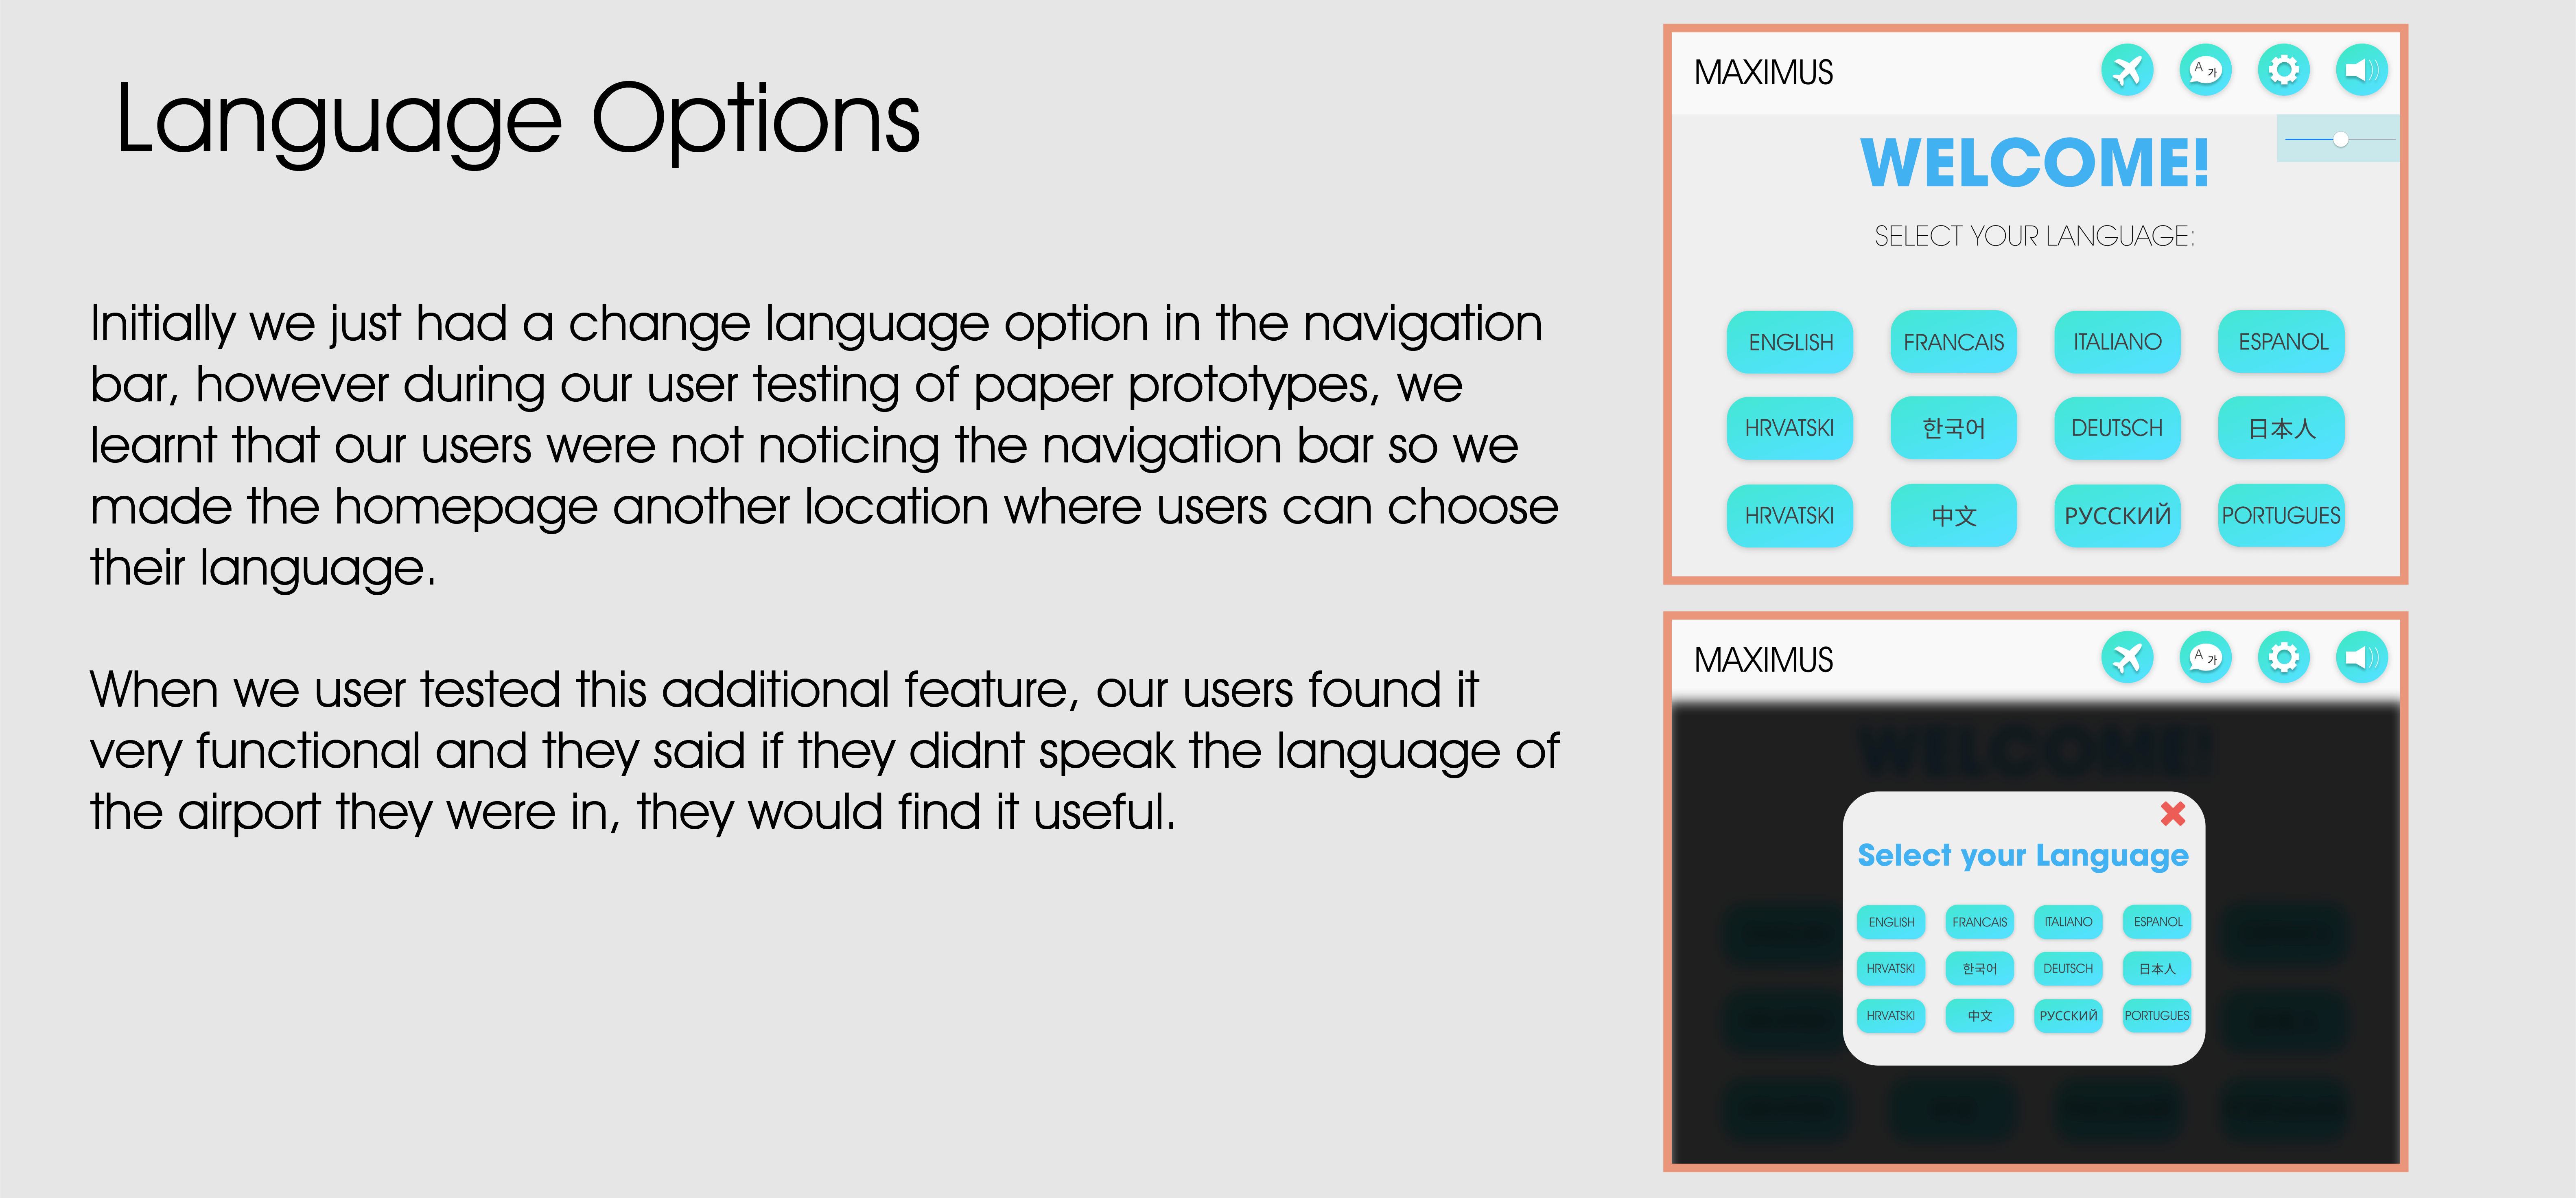 Language Options
Initially we just had a change language option in the navigation
bar, however during our user testing of paper prototypes, we
learnt that our users were not noticing the navigation bar so we
made the homepage another location where users can choose
their language.
When we user tested this additional feature, our users found it
very functional and they said if they didnt speak the language of
the airport they were in, they would find it useful.
MAXIMUS
A 가
WELCOME!
SELECT YOUR LANGUAGE:
ENGLISH FRANCAIS ITALIANO ESPANOL
HRVATSKI 한국어 DEUTSCH 日本人
HRVATSKI 中文 РУССКИЙ PORTUGUES
MAXIMUS
A 가
WELCOME!
Select your Language
ENGLISH FRANCAIS ITALIANO ESPANOL
HRVATSKI 한국어 DEUTSCH 日本人
HRVATSKI 中文 РУССКИЙ PORTUGUES